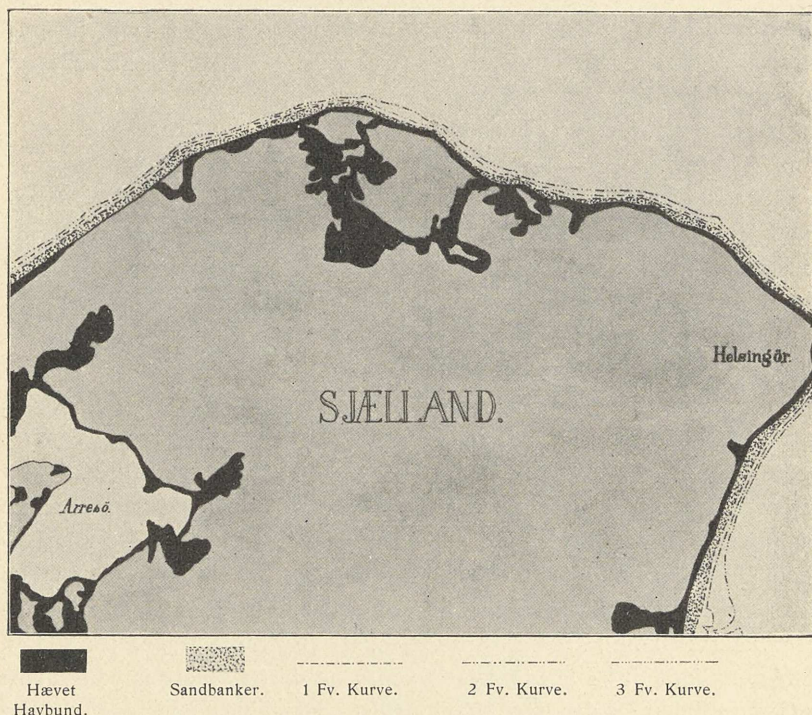 Helsingör.
SJÆLLAND.
Arresö.
Hævet
Havbund.
Sandbanker.
1 Fv. Kurve.
2 Fv. Kurve.
3 Fv. Kurve.